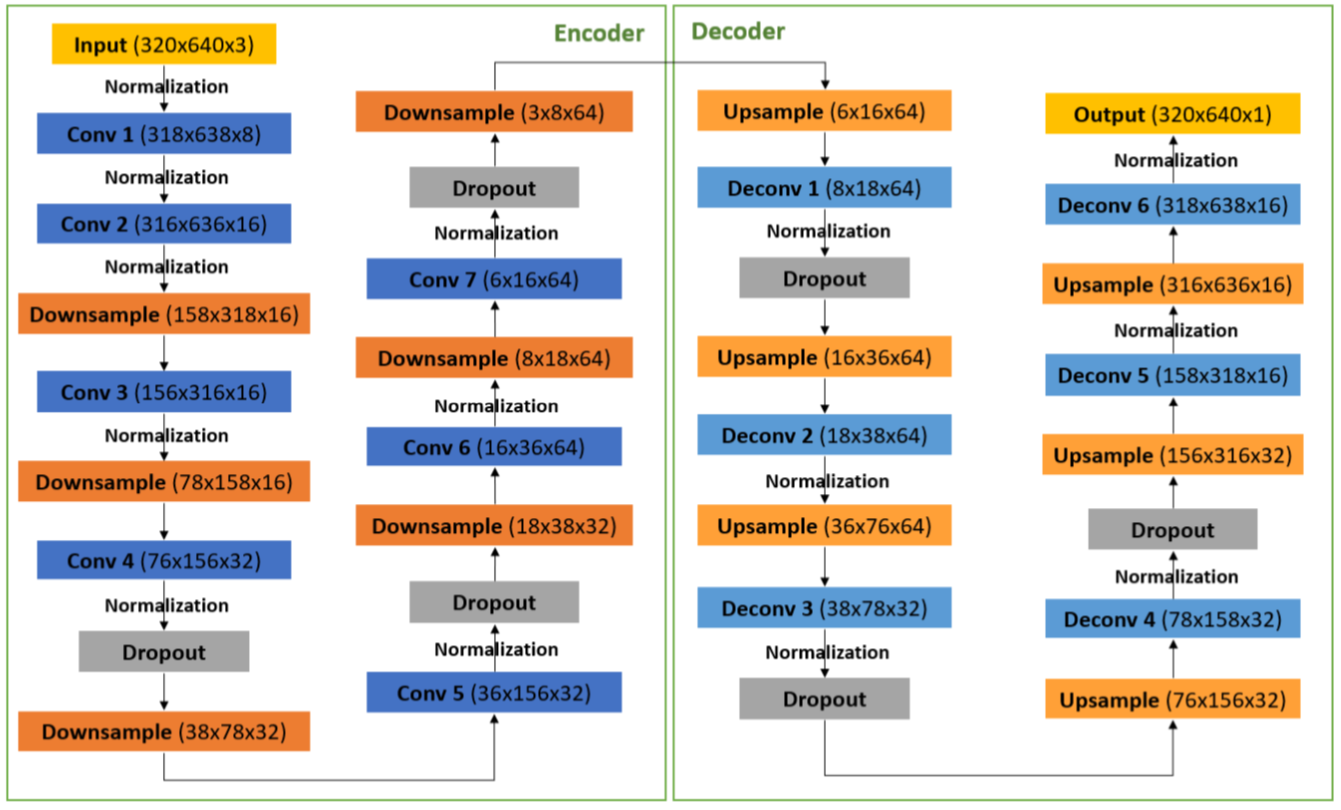 Encoder
Input (320x640x3)
Normalization
Conv 1 (318x638x8)
Normalization
Conv 2 (316x636x16)
Normalization
Downsample (158x318x16)
Conv 3 (156x316x16)
Normalization
Downsample (78x158x16)
Conv 4 (76x156x32)
Normalization
Dropout
Downsample (38x78x32)
Conv 5 (36x156x32)
Normalization
Dropout
Downsample (18x38x32)
Conv 6 (16x36x64)
Normalization
Downsample (8x18x64)
Conv 7 (6x16x64)
Normalization
Dropout
Downsample (3x8x64)
Decoder
Upsample (6x16x64)
Deconv 1 (8x18x64)
Normalization
Dropout
Upsample (16x36x64)
Deconv 2 (18x38x64)
Normalization
Upsample (36x76x64)
Deconv 3 (38x78x32)
Normalization
Dropout
Upsample (76x156x32)
Deconv 4 (78x158x32)
Normalization
Dropout
Upsample (156x316x32)
Deconv 5 (158x318x16)
Normalization
Upsample (316x636x16)
Deconv 6 (318x638x16)
Normalization
Output (320x640x1)